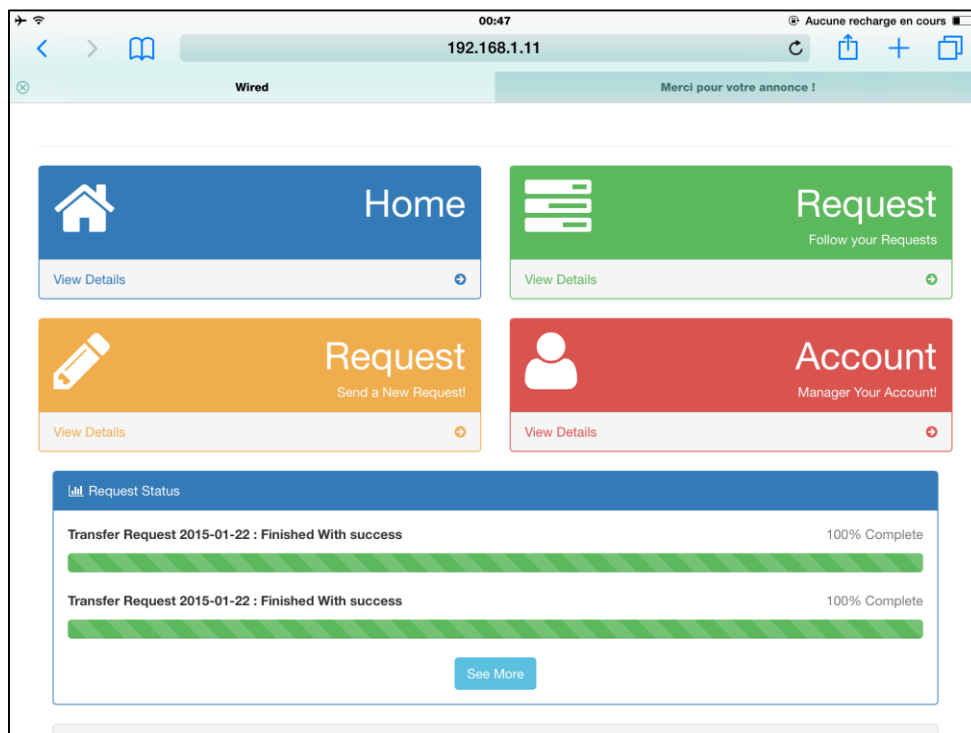 00:47
Aucune recharge en cours
192.168.1.11
Wired
Merci pour votre annonce !
Home
View Details
Request
Follow your Requests
View Details
Request
Send a New Request!
View Details
Account
Manager Your Account!
View Details
Request Status
Transfer Request 2015-01-22 : Finished With success
100% Complete
Transfer Request 2015-01-22 : Finished With success
100% Complete
See More